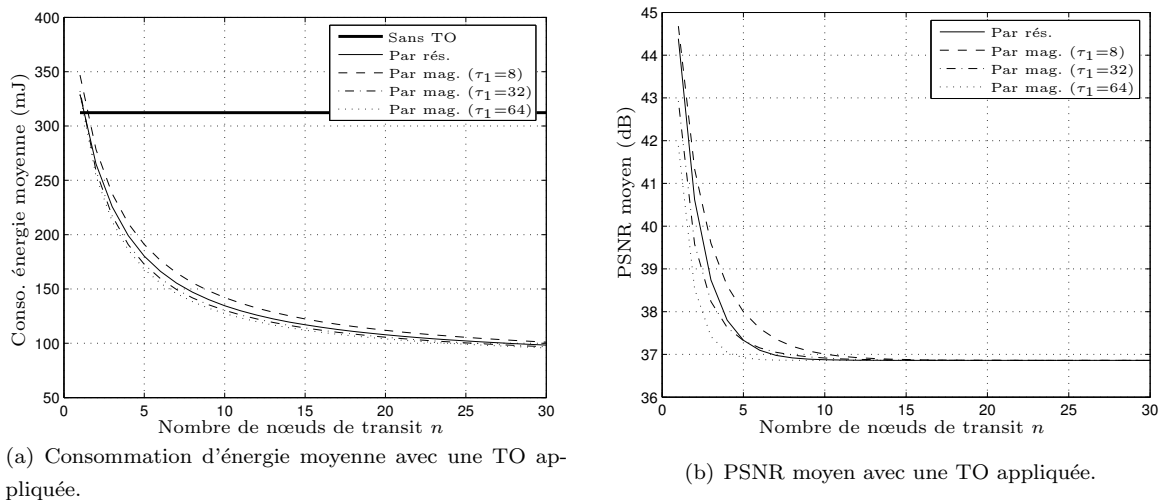 400
350
300
250
200
150
100
50
0
5
10
15
20
25
30
Conso. énergie moyenne (mJ)
Nombre de nœuds de transit n
Sans TO
Par rés.
Par mag. (τ1=8)
Par mag. (τ1=32)
Par mag. (τ1=64)
(a) Consommation d'énergie moyenne avec une TO ap-
pliquée.
45
44
43
42
41
40
39
38
37
36
0
5
10
15
20
25
30
PSNR moyen (dB)
Nombre de nœuds de transit n
Par rés.
Par mag. (τ1=8)
Par mag. (τ1=32)
Par mag. (τ1=64)
(b) PSNR moyen avec une TO appliquée.